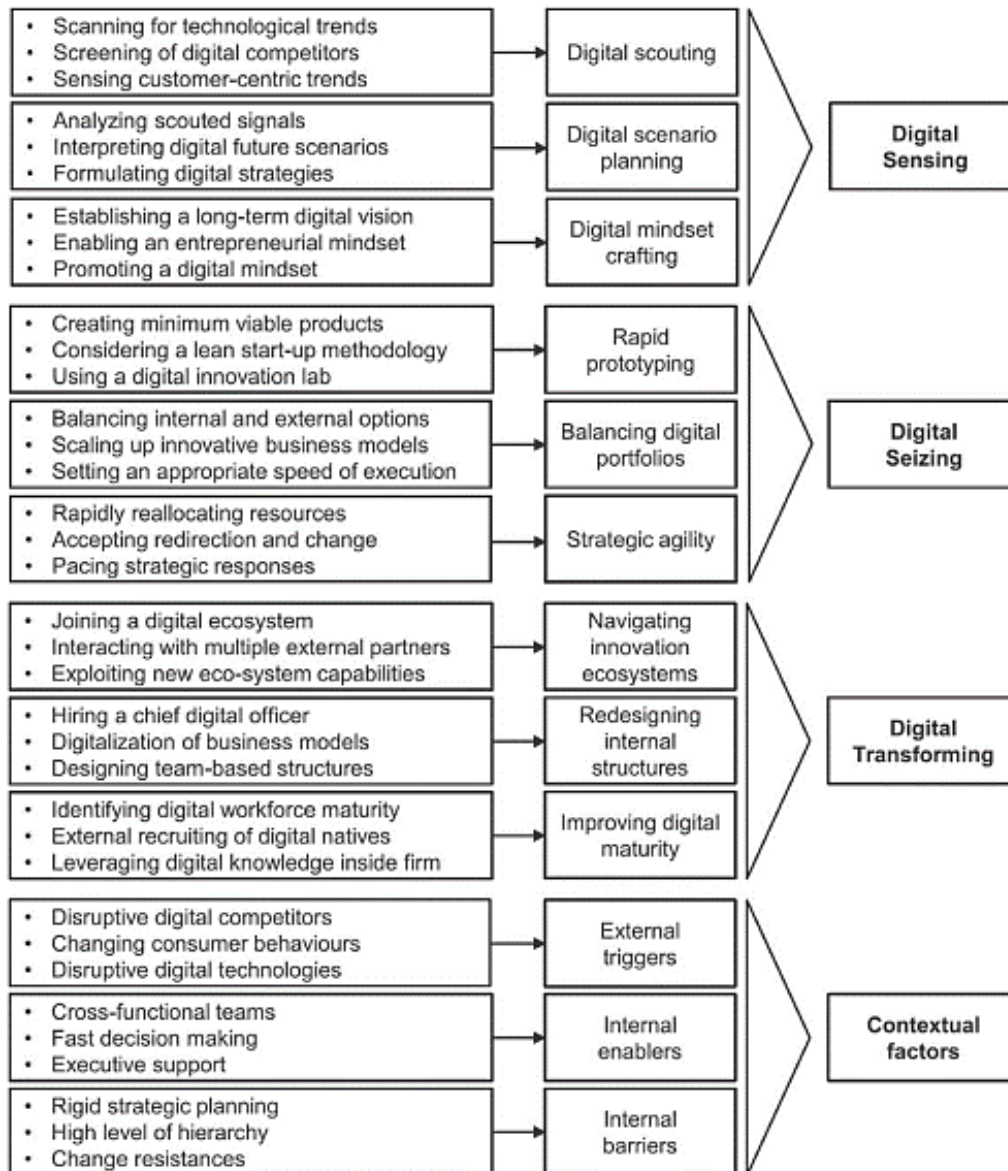 • Scanning for technological trends
• Screening of digital competitors
• Sensing customer-centric trends
Digital scouting
• Analyzing scouted signals
• Interpreting digital future scenarios
• Formulating digital strategies
Digital scenario
planning
• Establishing a long-term digital vision
• Enabling an entrepreneurial mindset
• Promoting a digital mindset
Digital mindset
crafting
Digital
Sensing
• Creating minimum viable products
• Considering a lean start-up methodology
• Using a digital innovation lab
Rapid
prototyping
• Balancing internal and external options
• Scaling up innovative business models
• Setting an appropriate speed of execution
Balancing digital
portfolios
• Rapidly reallocating resources
• Accepting redirection and change
• Pacing strategic responses
Strategic agility
Digital
Seizing
• Joining a digital ecosystem
• Interacting with multiple external partners
• Exploiting new eco-system capabilities
Navigating
innovation
ecosystems
• Hiring a chief digital officer
• Digitalization of business models
• Designing team-based structures
Redesigning
internal
structures
• Identifying digital workforce maturity
• External recruiting of digital natives
• Leveraging digital knowledge inside firm
Improving digital
maturity
Digital
Transforming
• Disruptive digital competitors
• Changing consumer behaviours
• Disruptive digital technologies
External
triggers
• Cross-functional teams
• Fast decision making
• Executive support
Internal
enablers
• Rigid strategic planning
• High level of hierarchy
• Change resistances
Internal
barriers
Contextual
factors